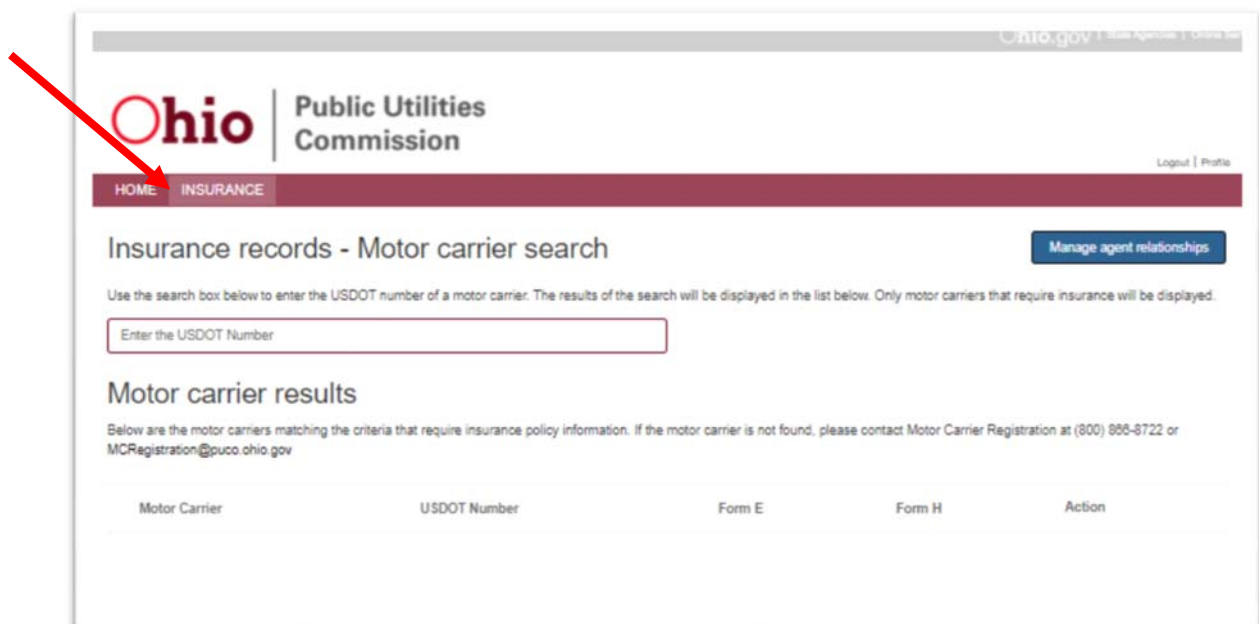 Ohio.gov | State Agencies | Online Ser
Ohio
Public Utilities
Commission
Logout | Profile
HOME INSURANCE
Insurance records - Motor carrier search
Manage agent relationships
Use the search box below to enter the USDOT number of a motor carrier. The results of the search will be displayed in the list below. Only motor carriers that require insurance will be displayed.
Enter the USDOT Number
Motor carrier results
Below are the motor carriers matching the criteria that require insurance policy information. If the motor carrier is not found, please contact Motor Carrier Registration at (800) 866-8722 or
MCRegistration@puco.ohio.gov
Motor Carrier USDOT Number Form E Form H Action